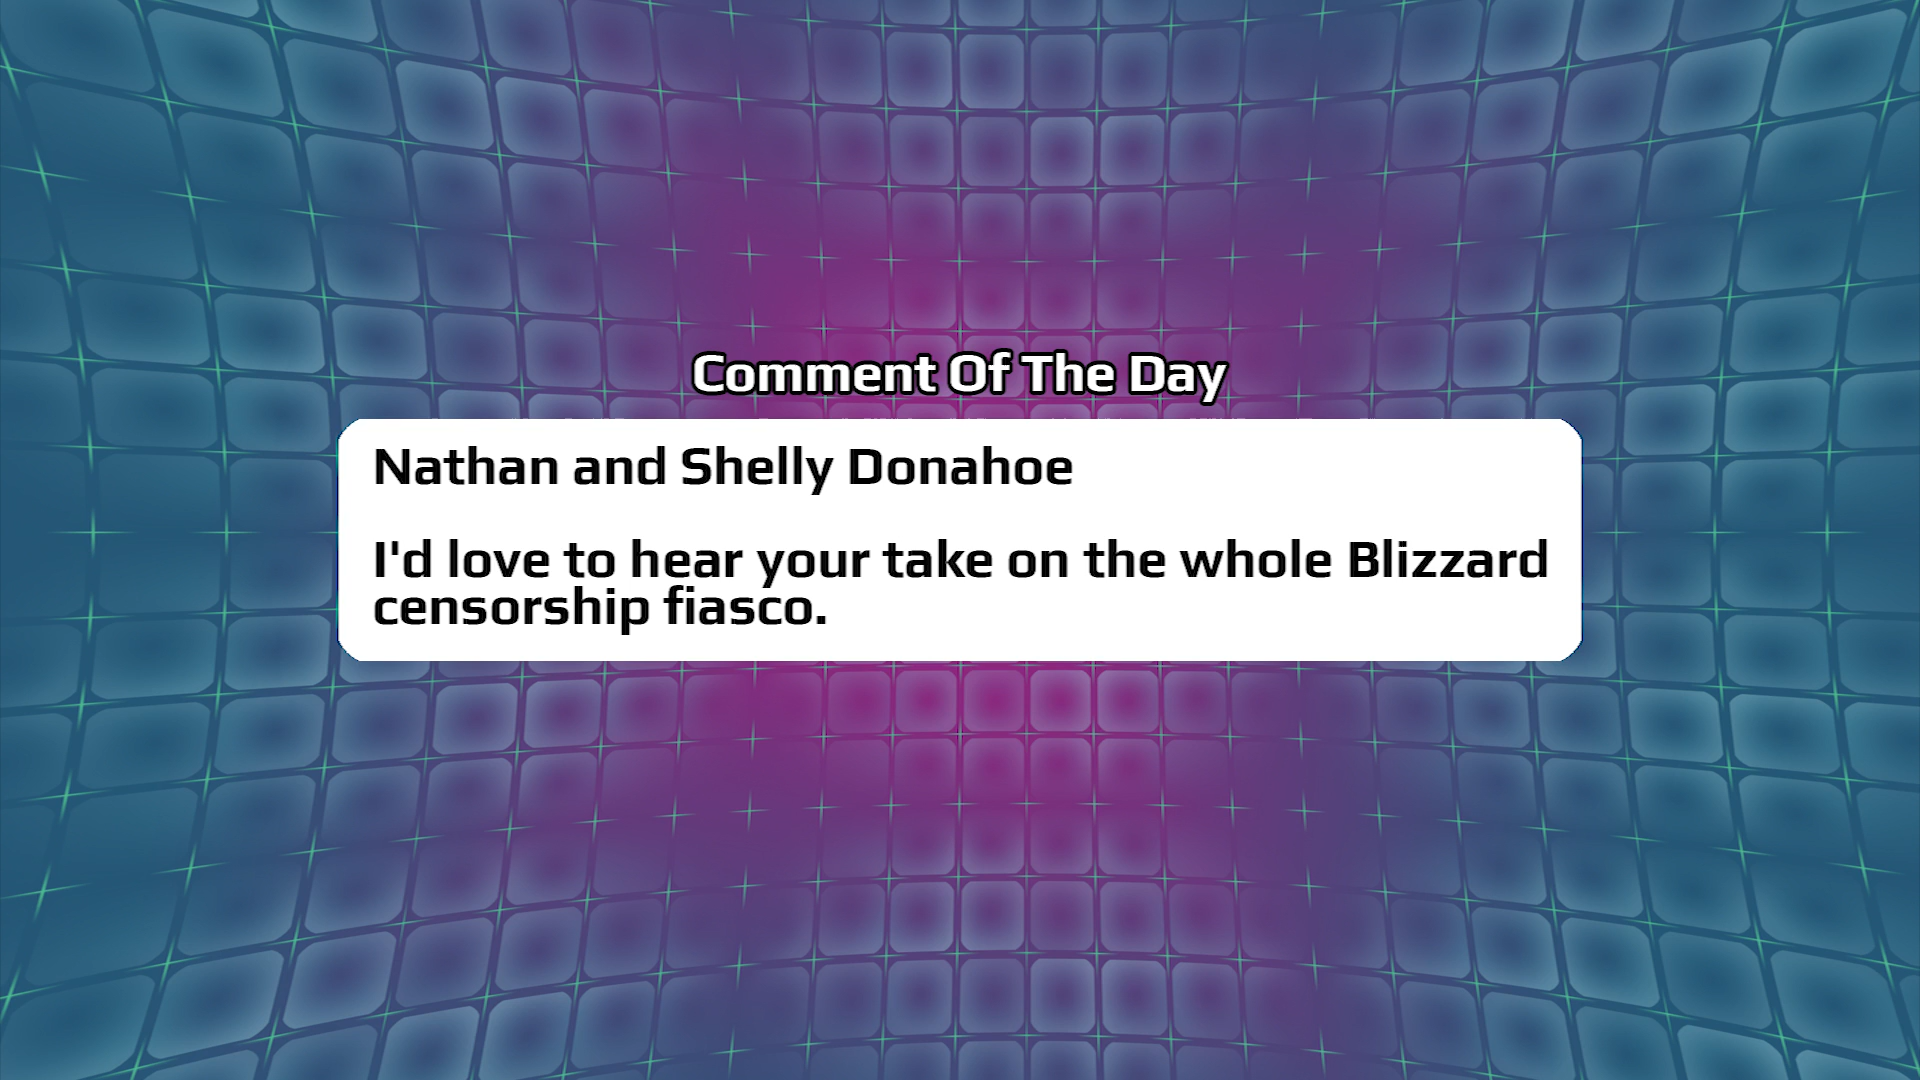 Comment Of The Day
Nathan and Shelly Donahoe
I'd love to hear your take on the whole Blizzard
censorship fiasco.